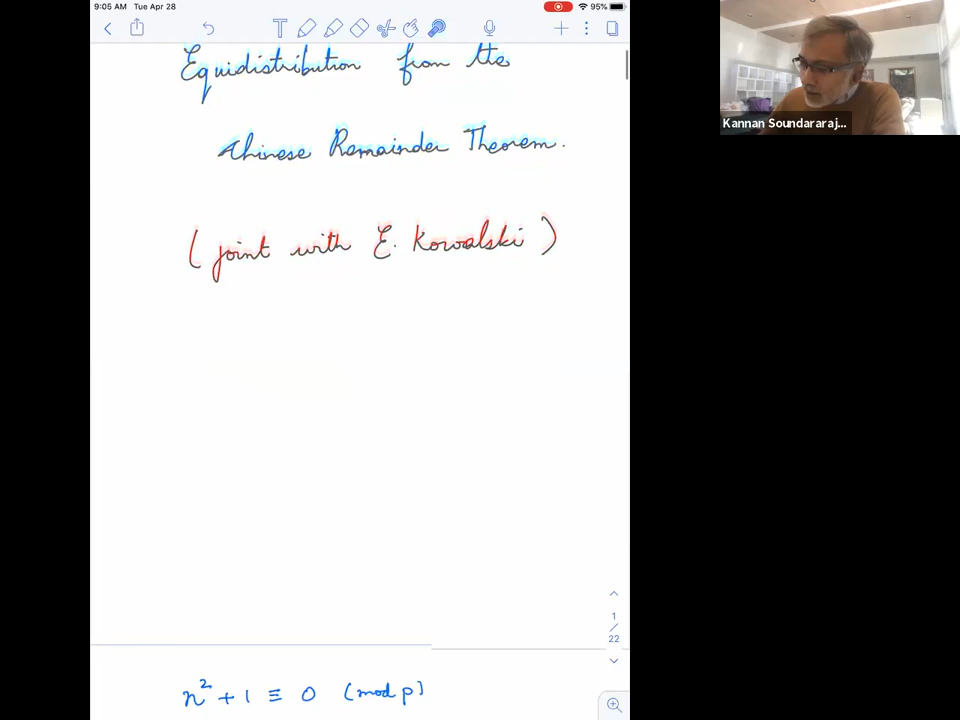 9:05 AM Tue Apr 28
95%
Equidistribution from the
Chinese Remainder Theorem.
(joint with E. Kowalski)
Kannan Soundararaj...
1
/
22
n² + 1 ≡ 0 (mod p)